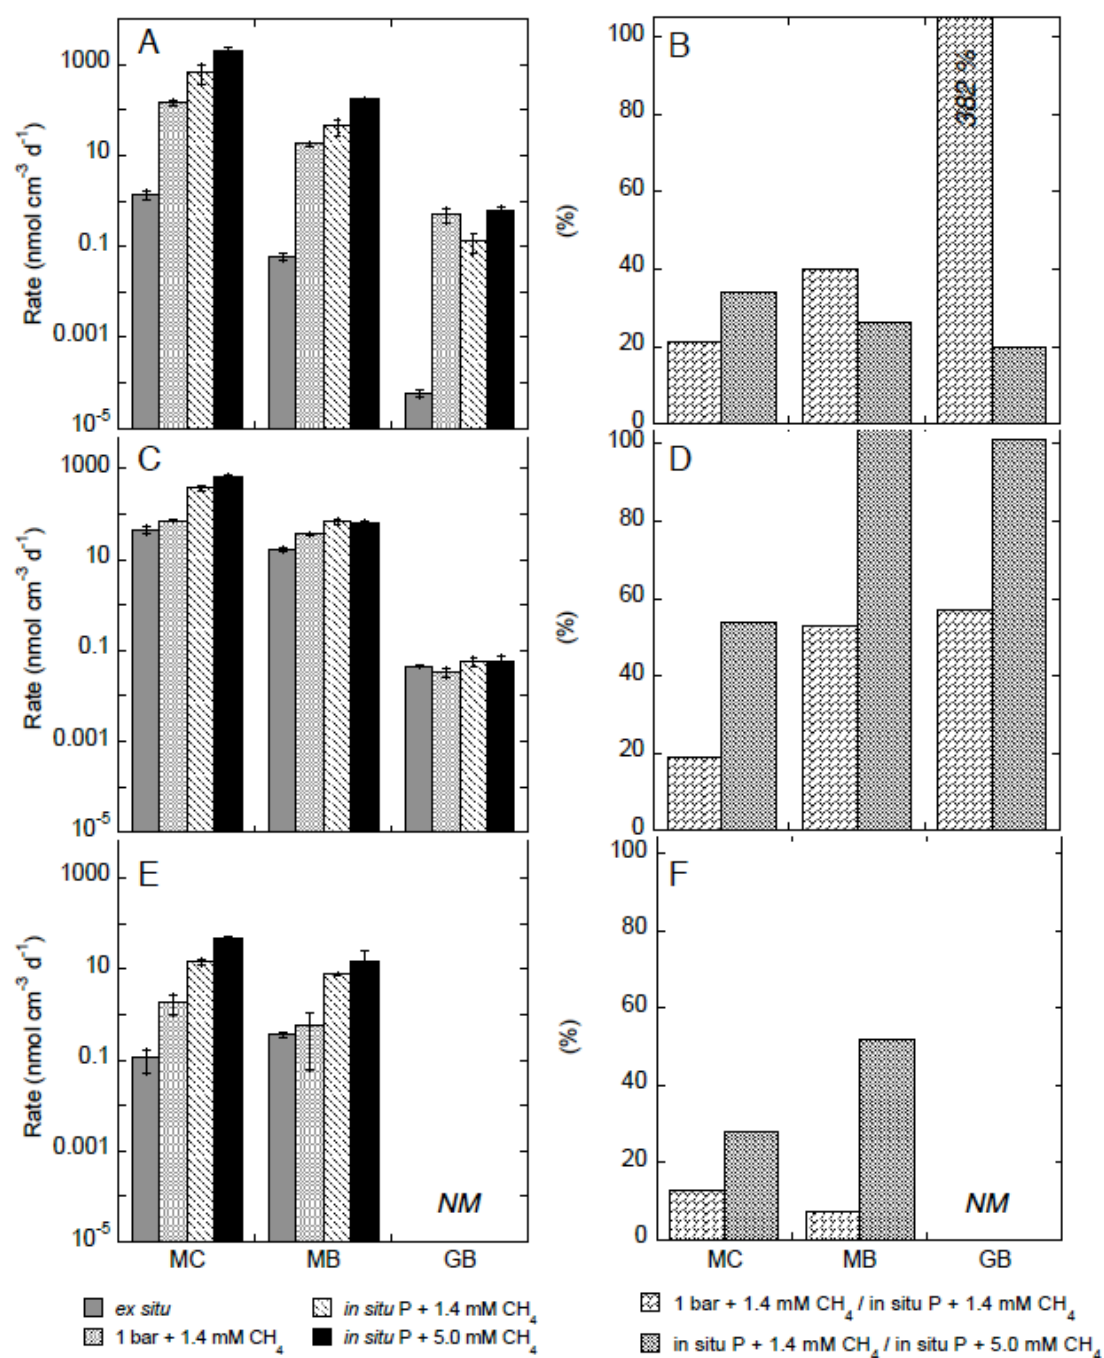 A
1000
10
0.1
0.001
10-5
Rate (nmol cm-3 d-1)
B
100
80
60
40
20
0
(%)
382 %
C
1000
10
0.1
0.001
10-5
Rate (nmol cm-3 d-1)
D
100
80
60
40
20
0
(%)
E
1000
10
0.1
0.001
10-5
Rate (nmol cm-3 d-1)
NM
MC MB GB
F
100
80
60
40
20
0
(%)
NM
MC MB GB
ex situ
1 bar + 1.4 mM CH4
in situ P + 1.4 mM CH4
in situ P + 5.0 mM CH4
1 bar + 1.4 mM CH4 / in situ P + 1.4 mM CH4
in situ P + 1.4 mM CH4 / in situ P + 5.0 mM CH4